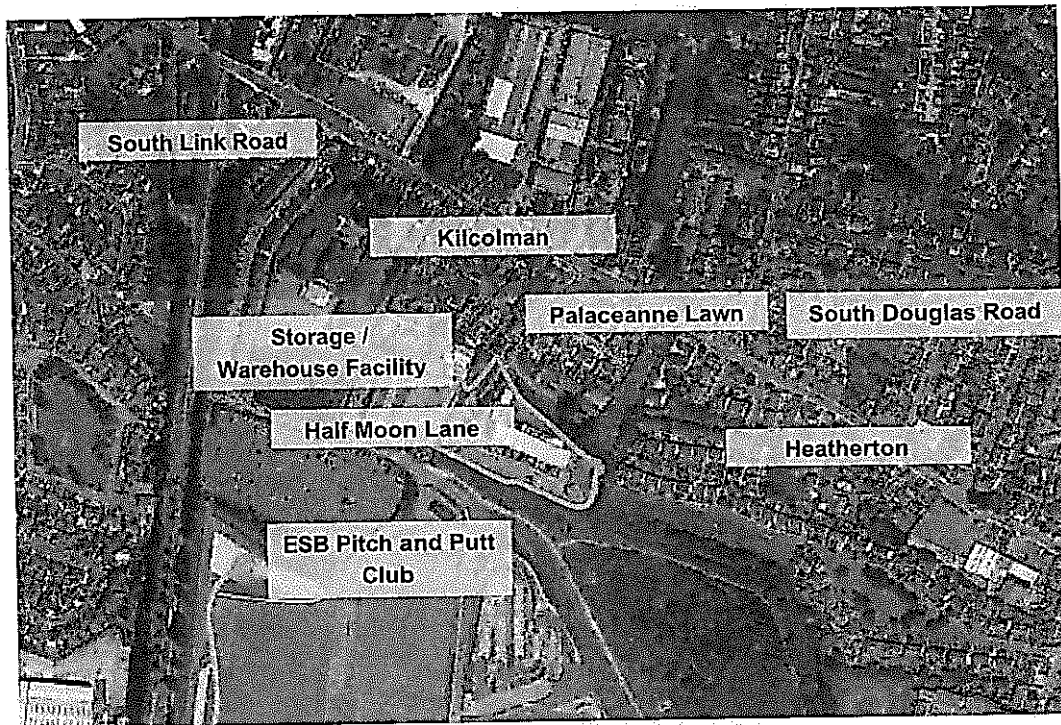 South Link Road
Kilcolman
Palaceanne Lawn
South Douglas Road
Storage /
Warehouse Facility
Half Moon Lane
Heatherton
ESB Pitch and Putt
Club